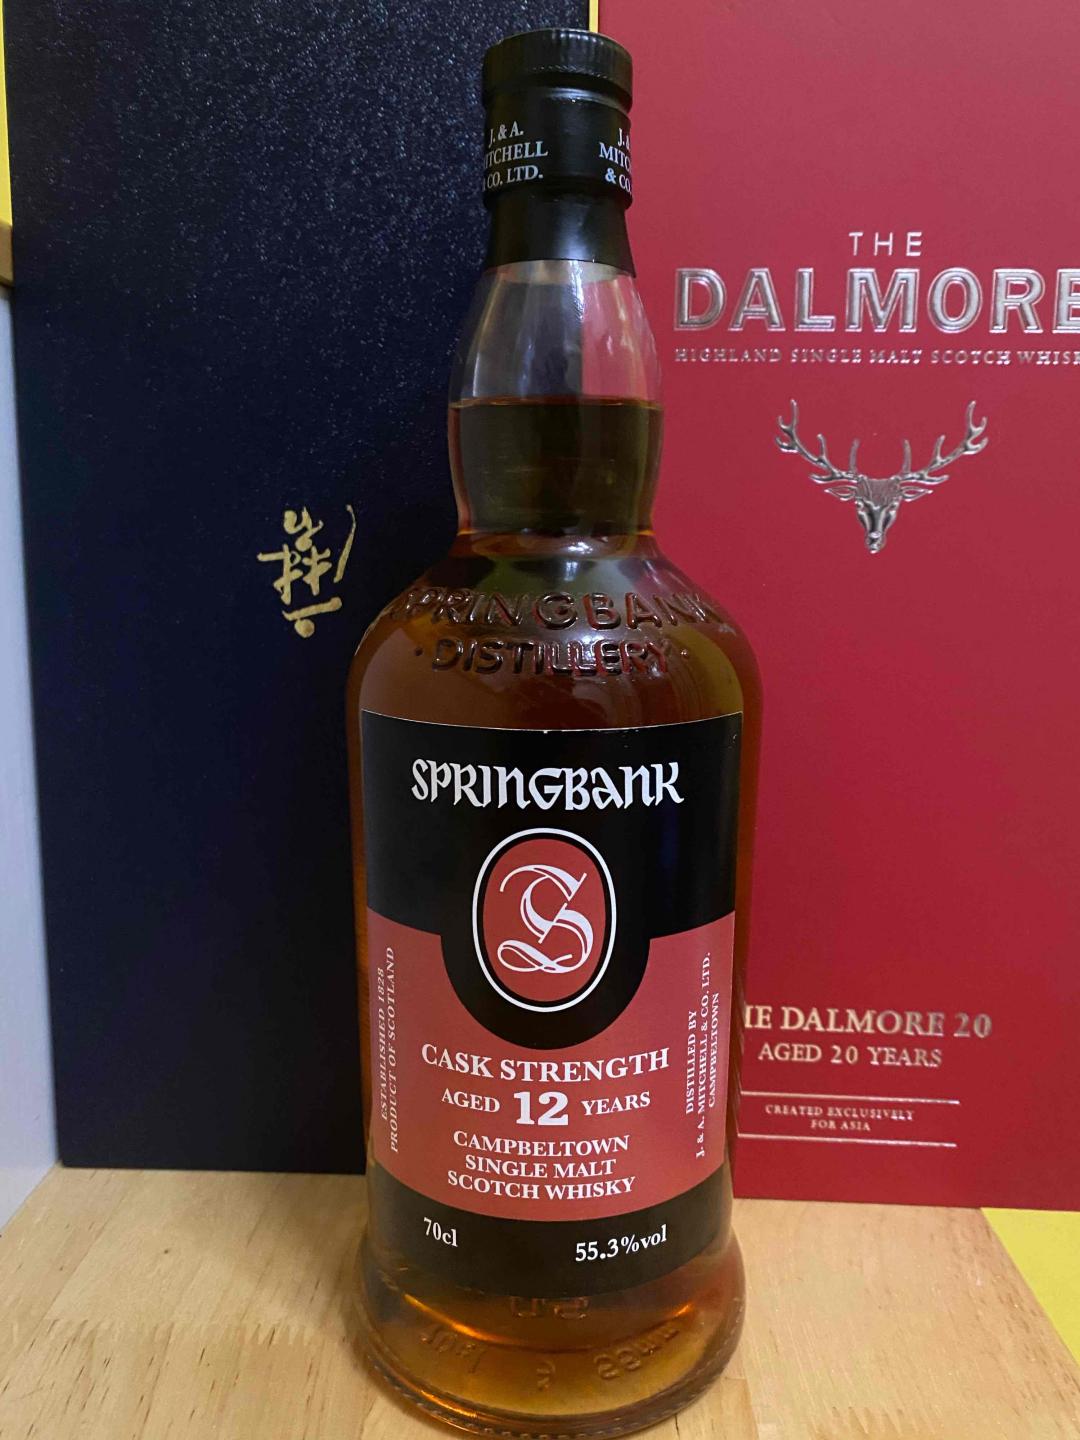 J. & A.
MITCHELL
& CO. LTD.
THE
DALMORE
HIGHLAND SINGLE MALT SCOTCH
SPRINGBANK
· DISTILLERY ·
SPRINGBANK
S
ESTABLISHED 1828
PRODUCT OF SCOTLAND
DISTILLED BY
J. & A. MITCHELL & CO. LTD.
CAMPBELTOWN
CASK STRENGTH
AGED 12 YEARS
CAMPBELTOWN
SINGLE MALT
SCOTCH WHISKY
70cl
55.3%vol
DALMORE 20
AGED 20 YEARS
CREATED EXCLUSIVELY
FOR ASIA